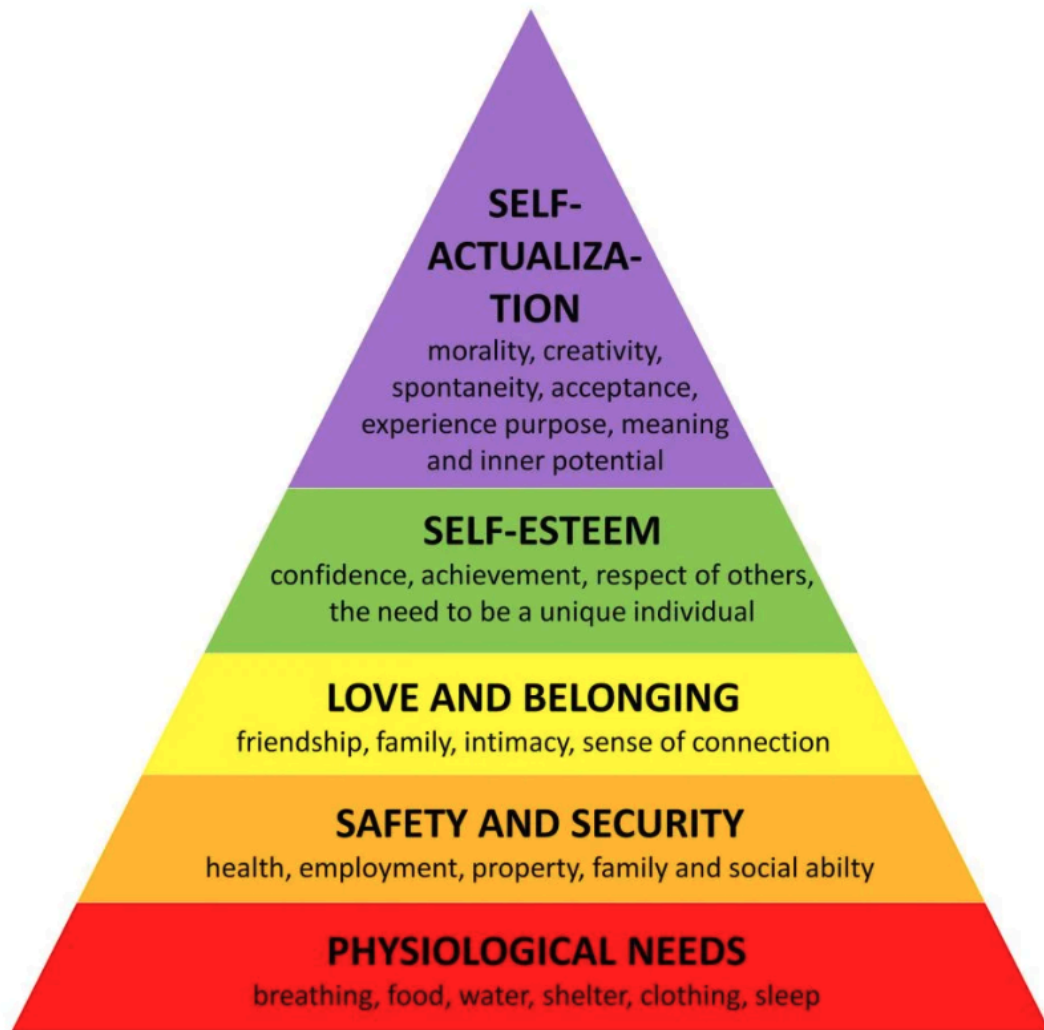 SELF-
ACTUALIZA-
TION
morality, creativity,
spontaneity, acceptance,
experience purpose, meaning
and inner potential
SELF-ESTEEM
confidence, achievement, respect of others,
the need to be a unique individual
LOVE AND BELONGING
friendship, family, intimacy, sense of connection
SAFETY AND SECURITY
health, employment, property, family and social abilty
PHYSIOLOGICAL NEEDS
breathing, food, water, shelter, clothing, sleep